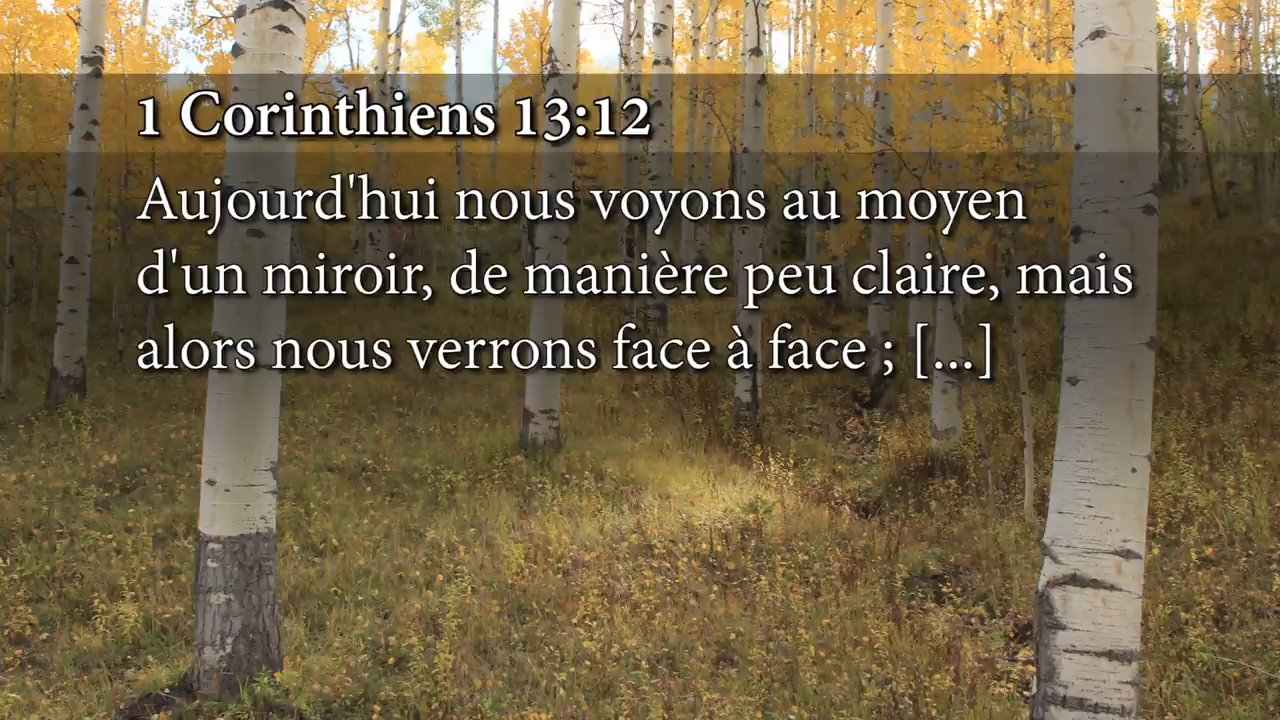 1 Corinthiens 13:12
Aujourd'hui nous voyons au moyen
d'un miroir, de manière peu claire, mais
alors nous verrons face à face ; [...]